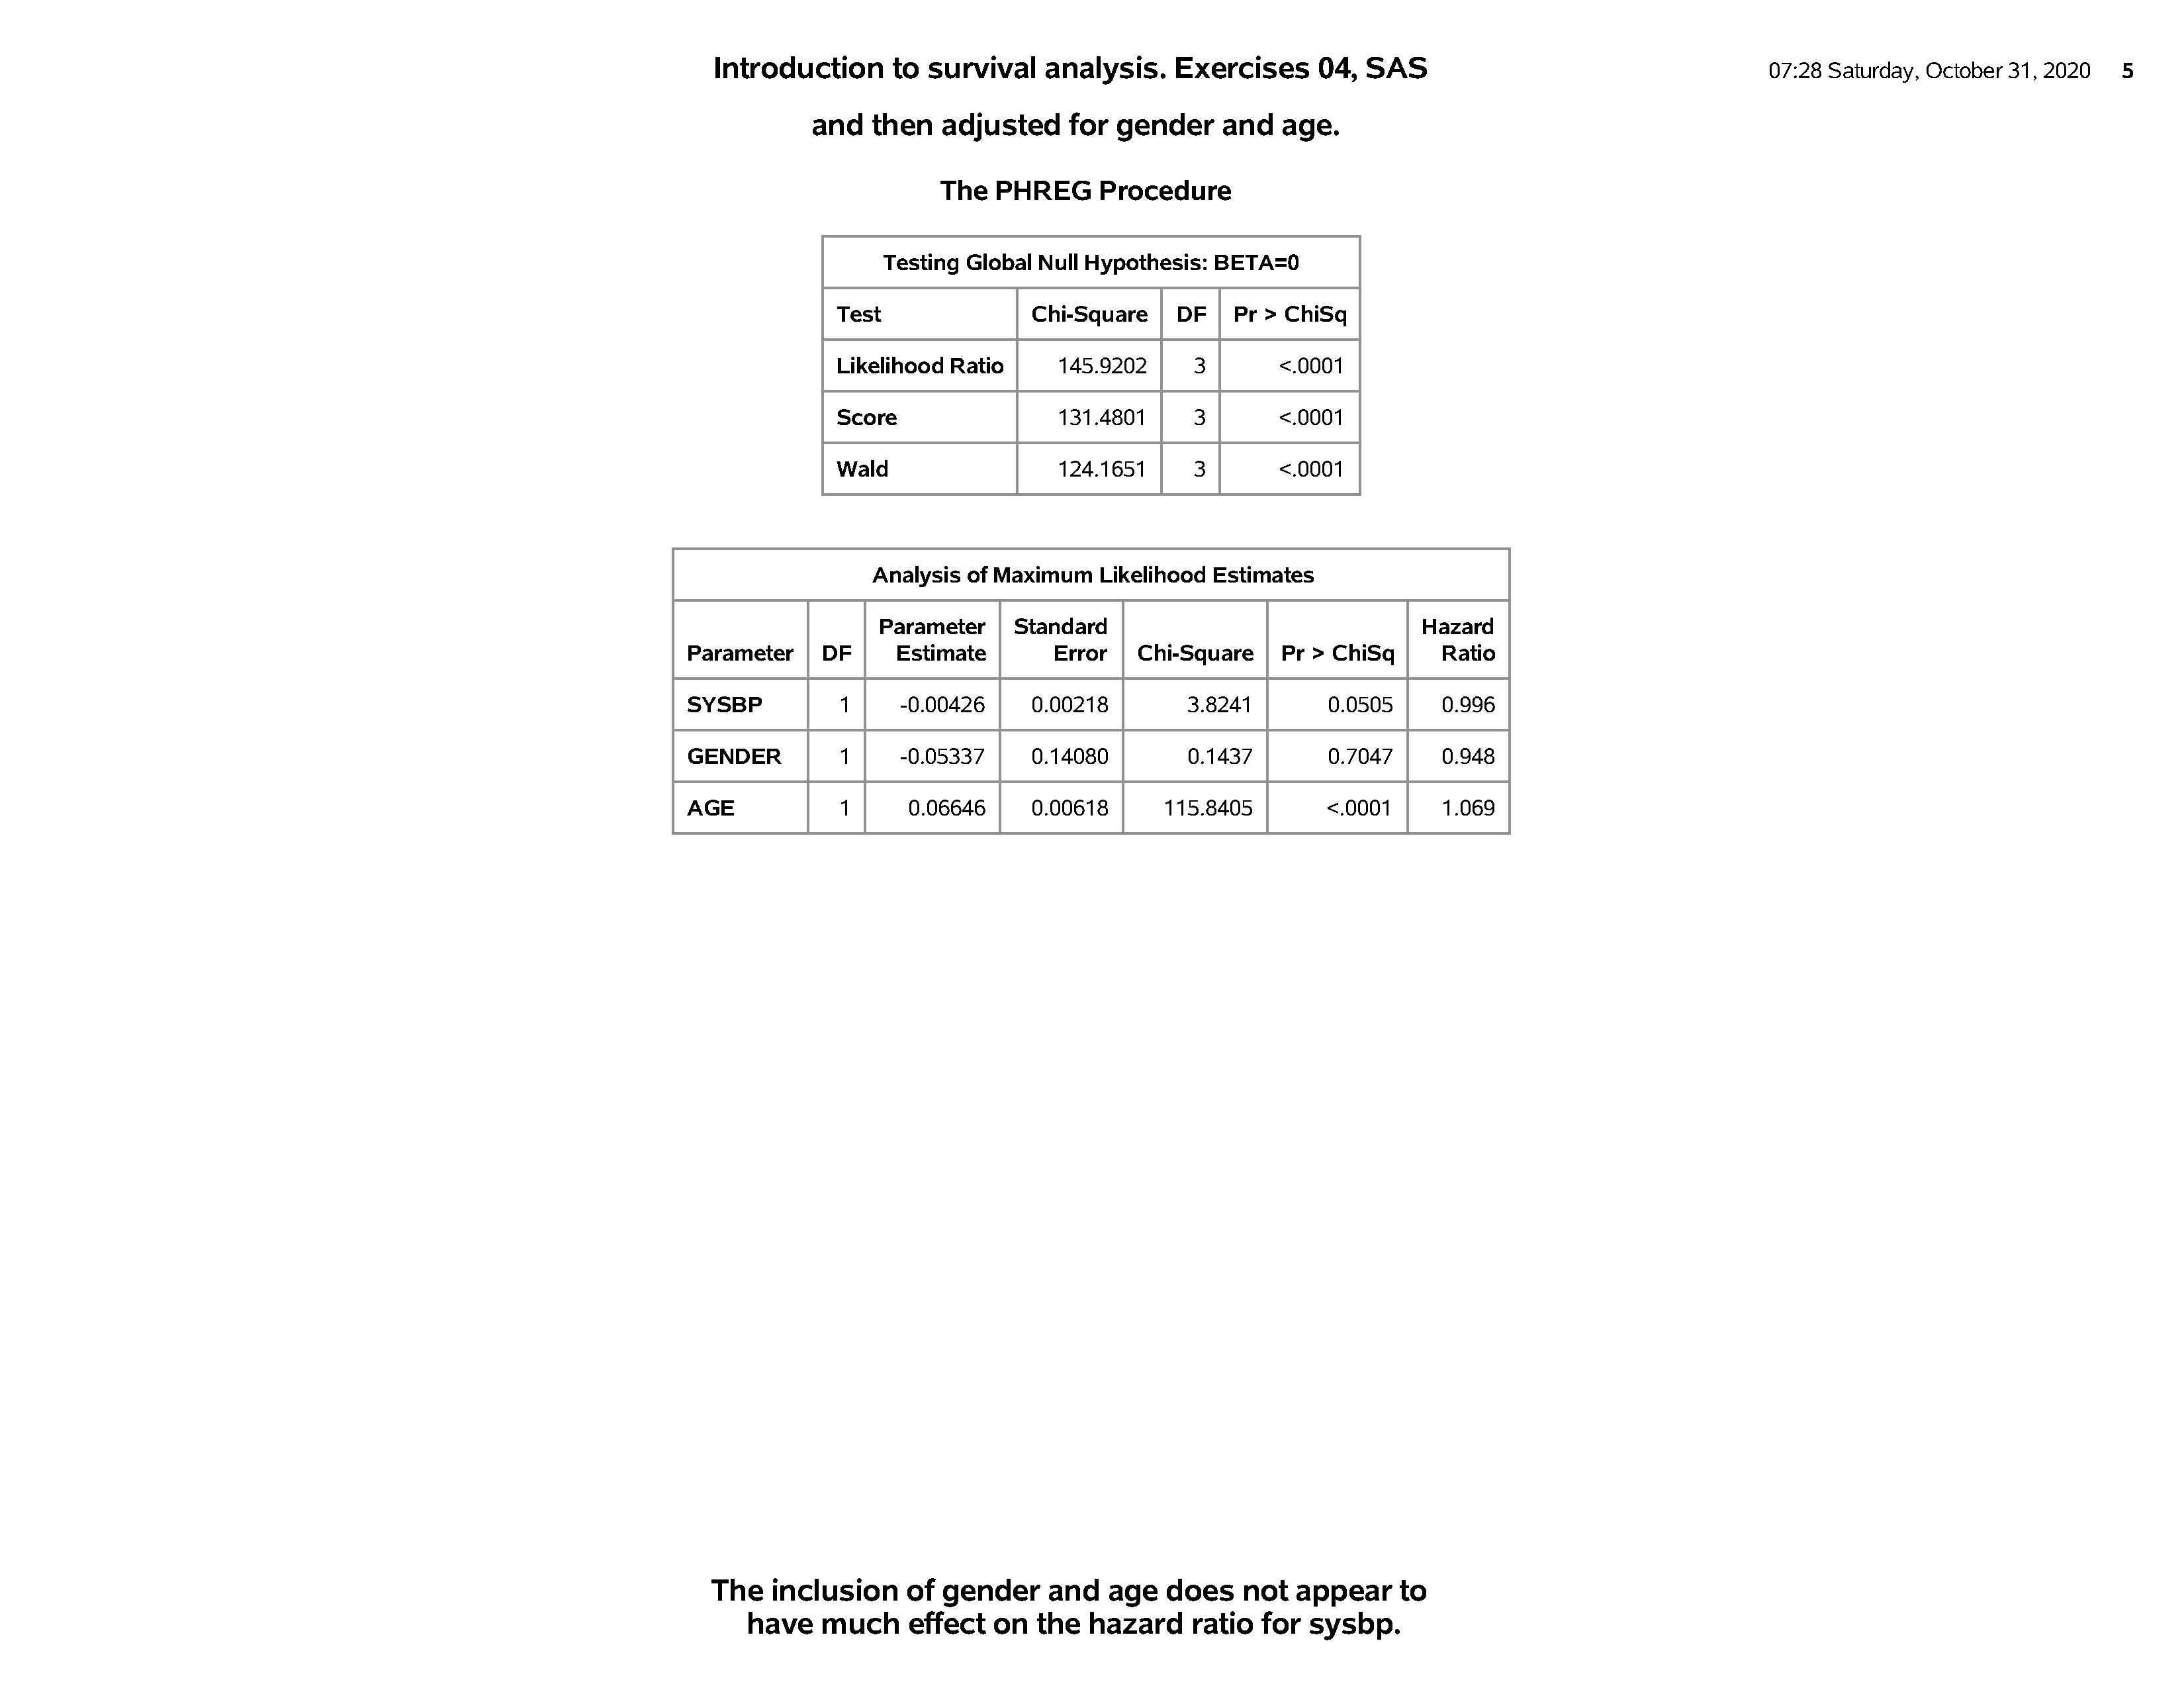 Introduction to survival analysis. Exercises 04, SAS 07:28 Saturday, October 31, 2020 5
and then adjusted for gender and age.
The PHREG Procedure
Testing Global Null Hypothesis: BETA=0
Test Chi-Square DF Pr > ChiSq
Likelihood Ratio 145.9202 3 <.0001
Score 131.4801 3 <.0001
Wald 124.1651 3 <.0001
Analysis of Maximum Likelihood Estimates
Parameter DF Parameter Estimate Standard Error Chi-Square Pr > ChiSq Hazard Ratio
SYSBP 1 -0.00426 0.00218 3.8241 0.0505 0.996
GENDER 1 -0.05337 0.14080 0.1437 0.7047 0.948
AGE 1 0.06646 0.00618 115.8405 <.0001 1.069
The inclusion of gender and age does not appear to
have much effect on the hazard ratio for sysbp.